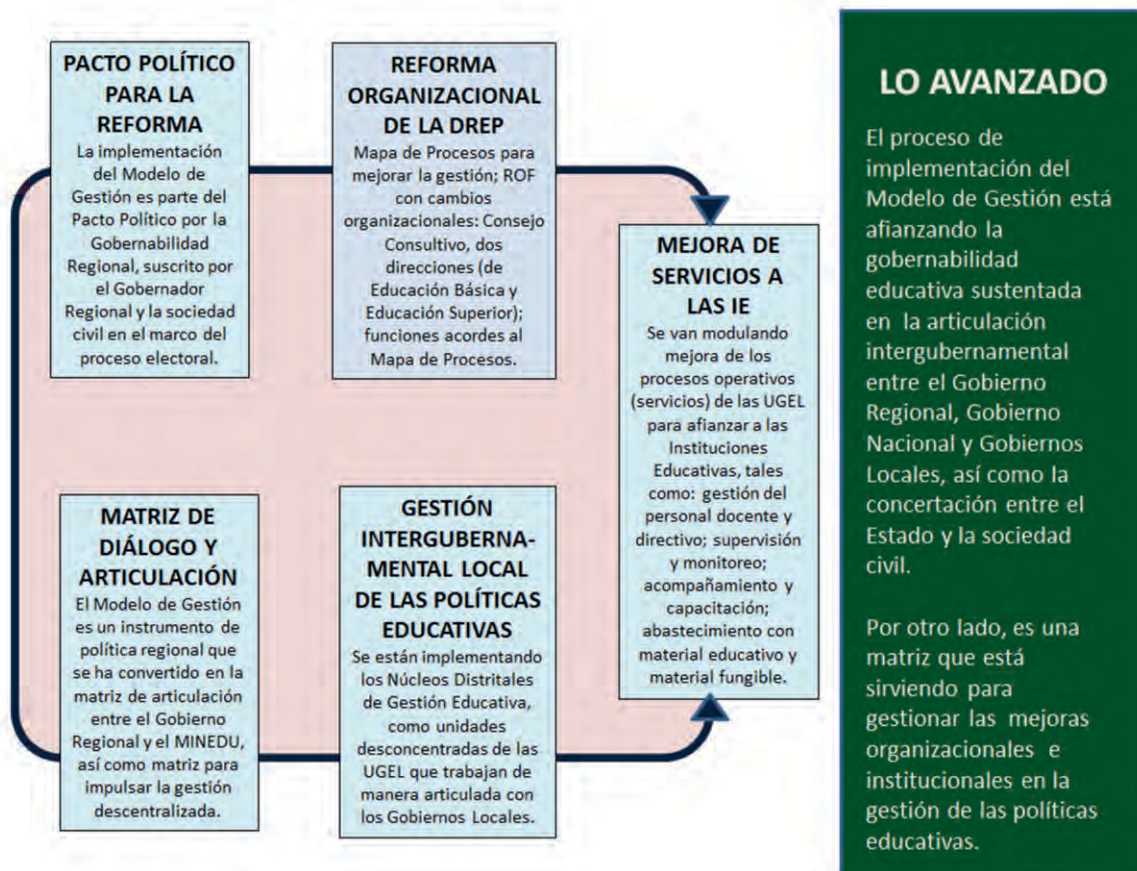 PACTO POLÍTICO
PARA LA
REFORMA
La implementación
del Modelo de
Gestión es parte del
Pacto Político por la
Gobernabilidad
Regional, suscrito por
el Gobernador
Regional y la sociedad
civil en el marco del
proceso electoral.
REFORMA
ORGANIZACIONAL
DE LA DREP
Mapa de Procesos para
mejorar la gestión; ROF
con cambios
organizacionales: Consejo
Consultivo, dos
direcciones (de
Educación Básica y
Educación Superior);
funciones acordes al
Mapa de Procesos.
MATRIZ DE
DIÁLOGO Y
ARTICULACIÓN
El Modelo de Gestión
es un instrumento de
política regional que
se ha convertido en la
matriz de articulación
entre el Gobierno
Regional y el MINEDU,
así como matriz para
impulsar la gestión
descentralizada.
GESTIÓN
INTERGUBERNA-
MENTAL LOCAL
DE LAS POLÍTICAS
EDUCATIVAS
Se están implementando
los Núcleos Distritales
de Gestión Educativa,
como unidades
desconcentradas de las
UGEL que trabajan de
manera articulada con
los Gobiernos Locales.
MEJORA DE
SERVICIOS A
LAS IE
Se van modulando
mejora de los
procesos operativos
(servicios) de las UGEL
para afianzar a las
Instituciones
Educativas, tales
como: gestión del
personal docente y
directivo; supervisión
y monitoreo;
acompañamiento y
capacitación;
abastecimiento con
material educativo y
material fungible.
LO AVANZADO
El proceso de
implementación del
Modelo de Gestión está
afianzando la
gobernabilidad
educativa sustentada
en la articulación
intergubernamental
entre el Gobierno
Regional, Gobierno
Nacional y Gobiernos
Locales, así como la
concertación entre el
Estado y la sociedad
civil.
Por otro lado, es una
matriz que está
sirviendo para
gestionar las mejoras
organizacionales e
institucionales en la
gestión de las políticas
educativas.